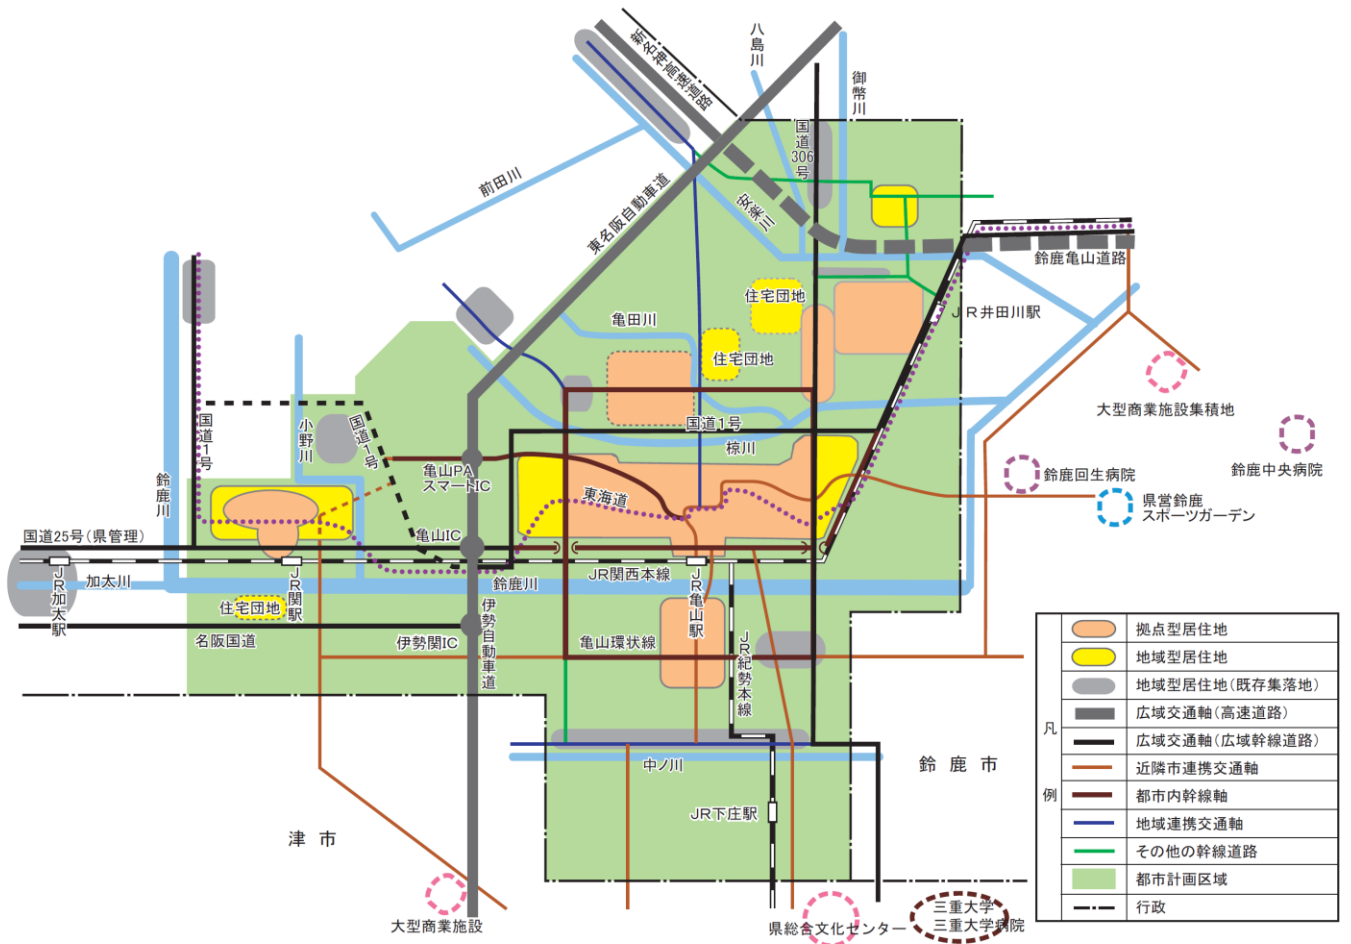 新名神高速道路
八島川
御幣川
国道306号
前田川
東名阪自動車道
安楽川
鈴鹿亀山道路
住宅団地
亀田川
JR井田川駅
住宅団地
大型商業施設集積地
国道1号
小野川
国道1号
国道1号
椋川
鈴鹿川
亀山PA
スマートIC
東海道
鈴鹿回生病院
鈴鹿中央病院
県営鈴鹿
スポーツガーデン
国道25号(県管理)
亀山IC
JR加太駅
加太川
JR関駅
鈴鹿川
JR関西本線
JR亀山駅
住宅団地
名阪国道
伊勢関IC
伊勢自動車道
亀山環状線
JR紀勢本線
中ノ川
鈴鹿市
JR下庄駅
津市
大型商業施設
県総合文化センター
三重大学
三重大学病院
凡例
拠点型居住地
地域型居住地
地域型居住地(既存集落地)
広域交通軸(高速道路)
広域交通軸(広域幹線道路)
近隣市連携交通軸
都市内幹線軸
地域連携交通軸
その他の幹線道路
都市計画区域
行政